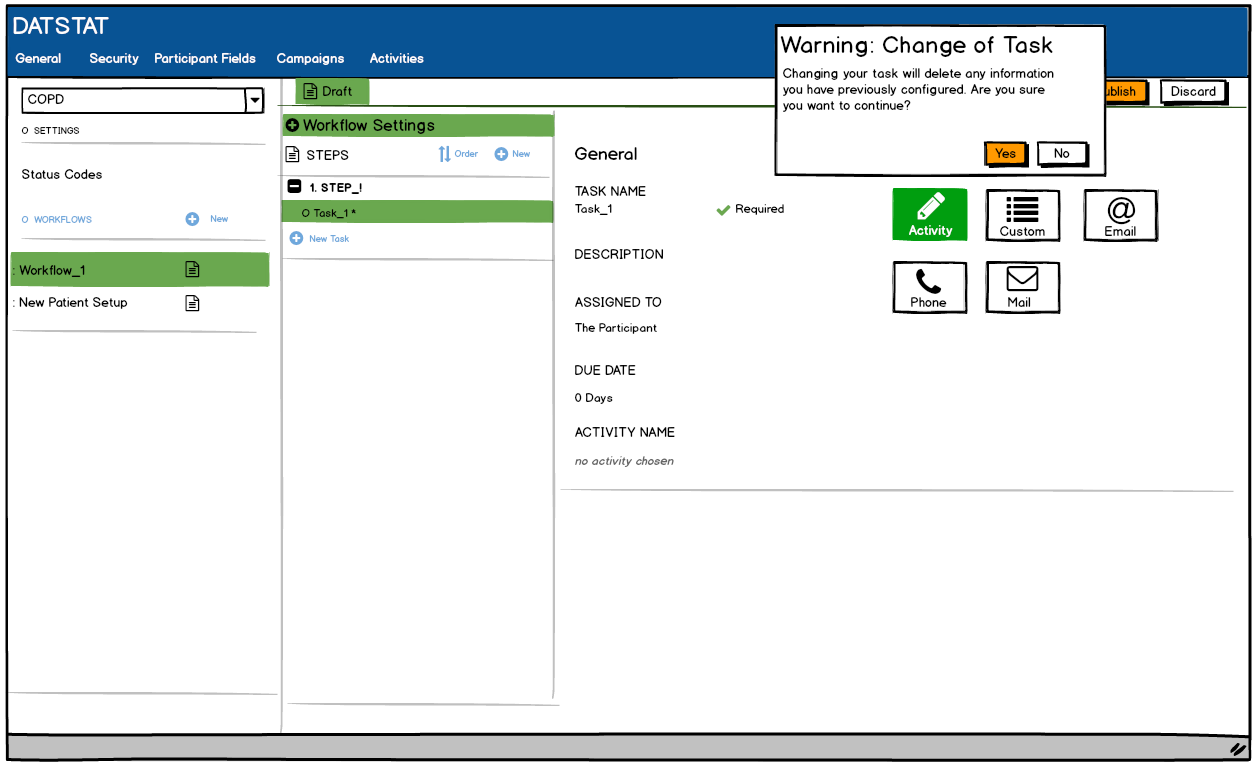 DATSTAT
General Security Participant Fields Campaigns Activities
Warning: Change of Task
Changing your task will delete any information
you have previously configured. Are you sure
you want to continue?
Yes No
ublish Discard
COPD
SETTINGS
Status Codes
WORKFLOWS New
: Workflow_1
: New Patient Setup
Draft
Workflow Settings
STEPS Order New
1. STEP_!
Task_1 *
New Task
General
TASK NAME
Task_1 Required
DESCRIPTION
ASSIGNED TO
The Participant
DUE DATE
0 Days
ACTIVITY NAME
no activity chosen
Activity Custom @ Email
Phone Mail